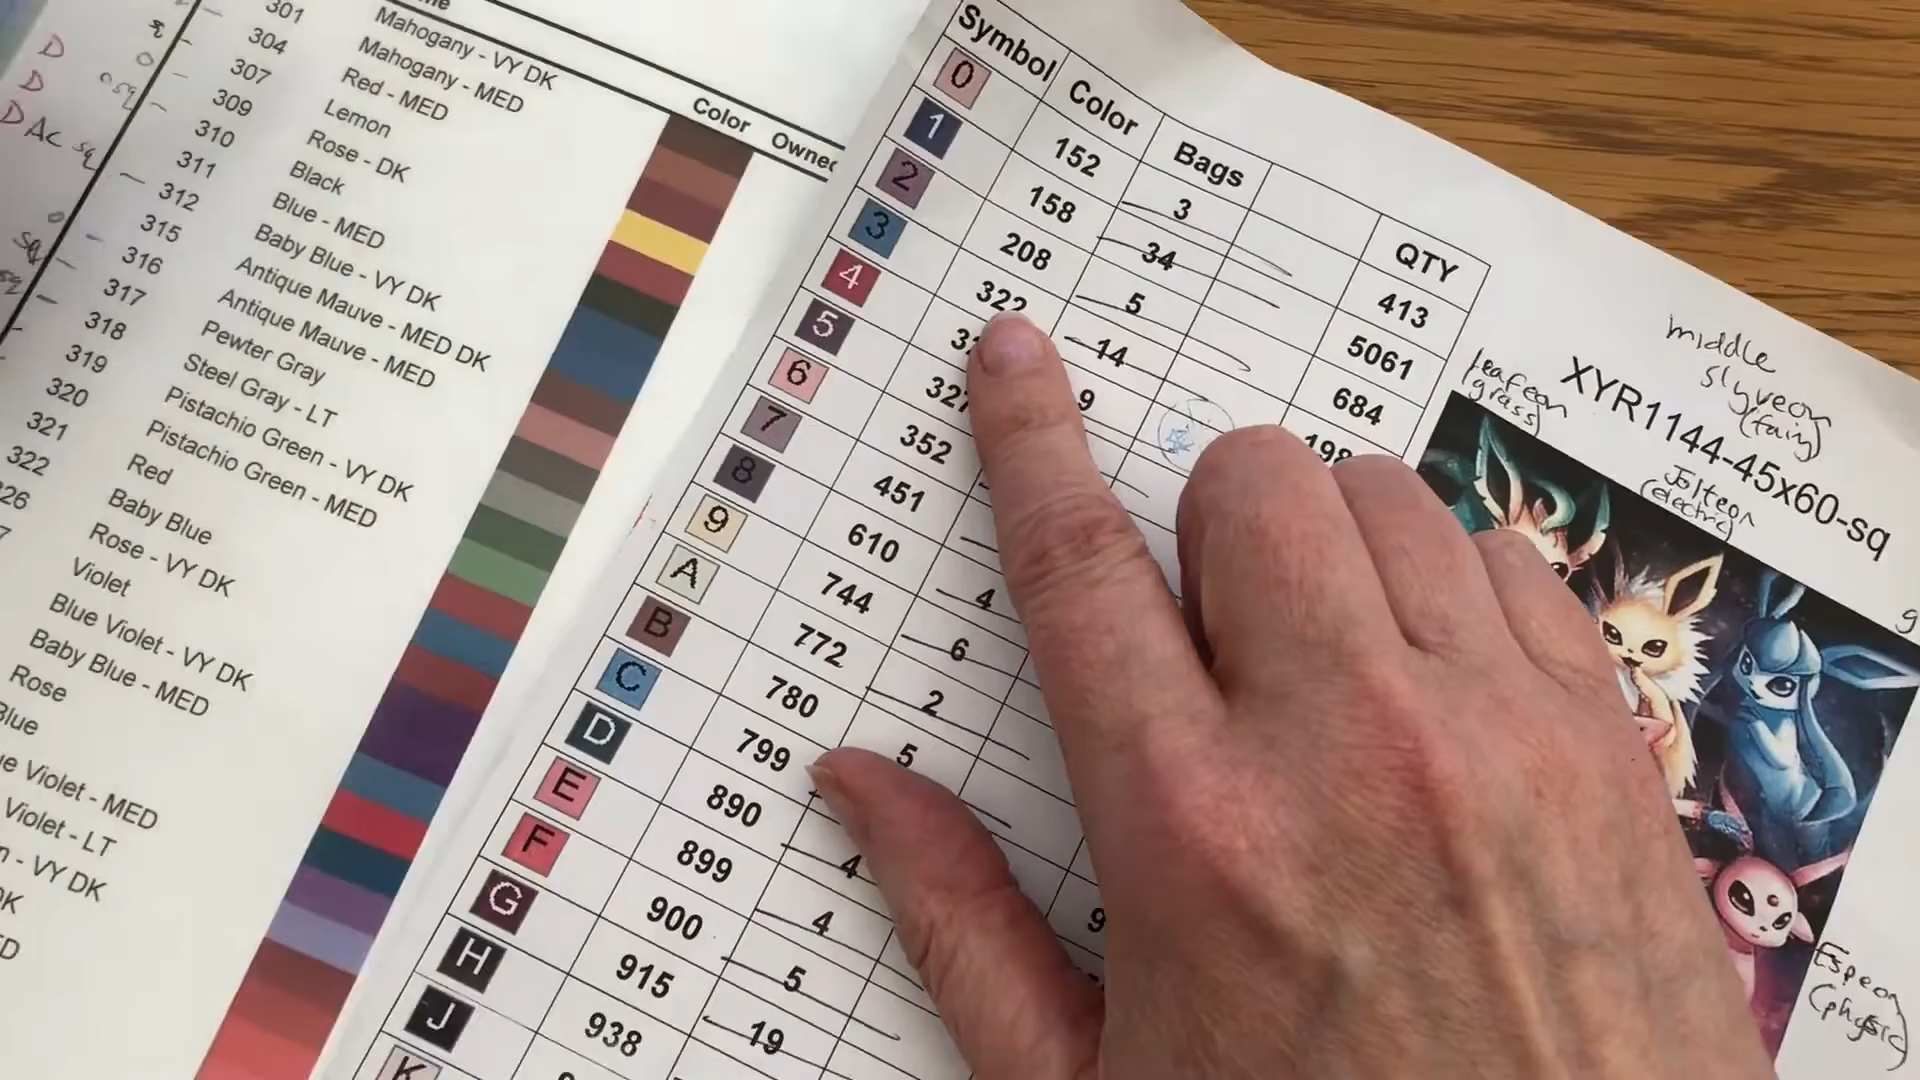 Color Owned
301 Mahogany - VY DK
304 Mahogany - MED
307 Red - MED
309 Lemon
310 Rose - DK
311 Black
312 Blue - MED
315 Baby Blue - VY DK
316 Antique Mauve - MED DK
317 Antique Mauve - MED
318 Pewter Gray
319 Steel Gray - LT
320 Pistachio Green - VY DK
321 Pistachio Green - MED
322 Red
Baby Blue
Rose - VY DK
Violet
Blue Violet - VY DK
Baby Blue - MED
Rose
Blue
Violet - MED
Violet - LT
VY DK
D
D
D AC sq
Symbol Color Bags QTY
0 152 3 413
1 158 34 5061
2 208 5 684
3 322 14 198
4 9
5 327
6 352
7 451 4
8 610 6
9 744 2
A 772 5
B 780
C 799 4
D 890 4
E 899 5
F 900 19
G 915
H 938
J
K
XYR1144-45x60-sq
middle
slyveon
(fairy)
leafeon
grass)
Jolteon
(electric)
Espeon
(physic)